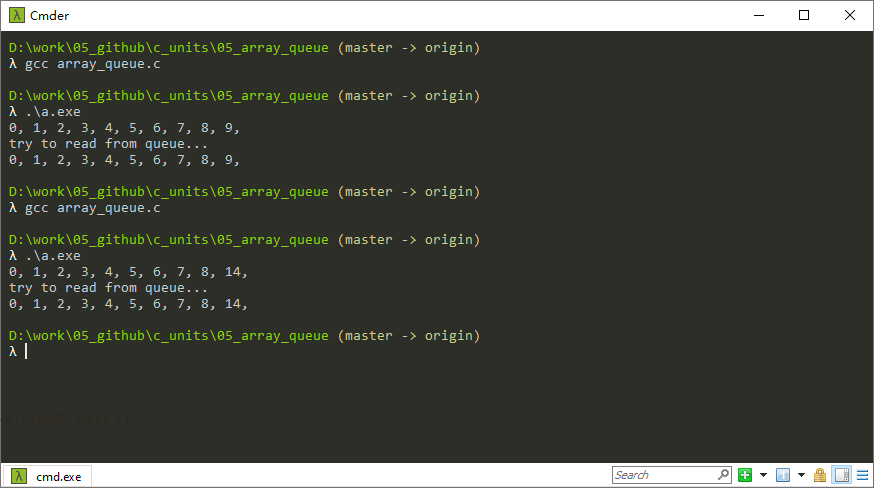 λ Cmder
D:\work\05_github\c_units\05_array_queue (master -> origin)
λ gcc array_queue.c
D:\work\05_github\c_units\05_array_queue (master -> origin)
λ .\a.exe
0, 1, 2, 3, 4, 5, 6, 7, 8, 9,
try to read from queue...
0, 1, 2, 3, 4, 5, 6, 7, 8, 9,
D:\work\05_github\c_units\05_array_queue (master -> origin)
λ gcc array_queue.c
D:\work\05_github\c_units\05_array_queue (master -> origin)
λ .\a.exe
0, 1, 2, 3, 4, 5, 6, 7, 8, 14,
try to read from queue...
0, 1, 2, 3, 4, 5, 6, 7, 8, 14,
D:\work\05_github\c_units\05_array_queue (master -> origin)
λ
QUEUE_SIZE))
λ cmd.exe
Search